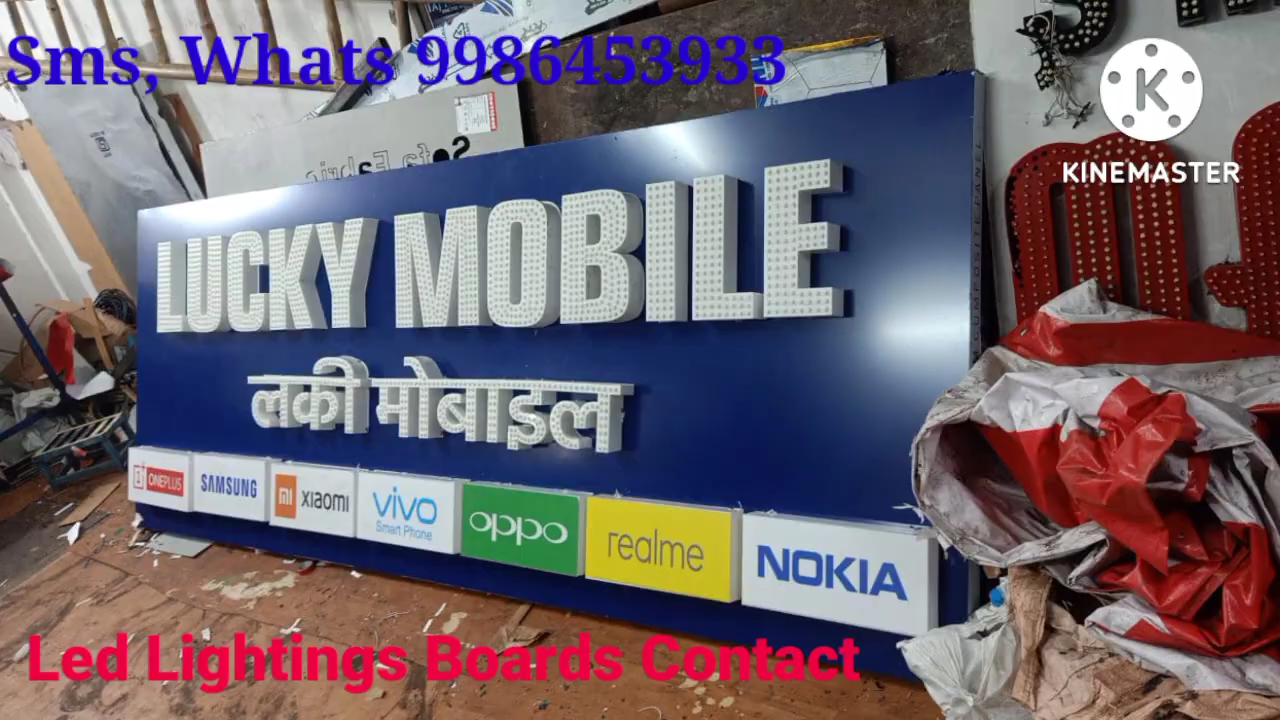 Sms, Whats 9986453933
KINEMASTER
LUCKY MOBILE
लकी मोबाइल
ONEPLUS
SAMSUNG
mi xiaomi
vivo
Smart Phone
oppo
realme
NOKIA
Led Lightings Boards Contact